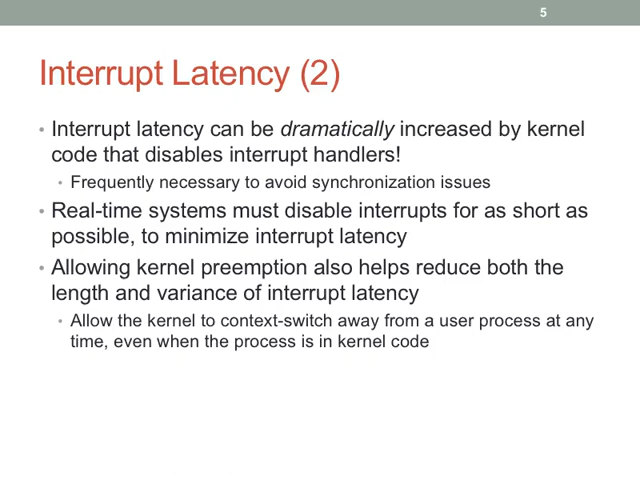 5
Interrupt Latency (2)
• Interrupt latency can be dramatically increased by kernel
code that disables interrupt handlers!
• Frequently necessary to avoid synchronization issues
• Real-time systems must disable interrupts for as short as
possible, to minimize interrupt latency
• Allowing kernel preemption also helps reduce both the
length and variance of interrupt latency
• Allow the kernel to context-switch away from a user process at any
time, even when the process is in kernel code